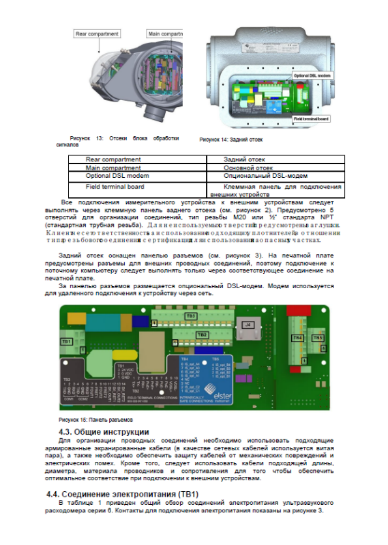 Rear compartment
Main compartn
Optional DSL modem
Field terminal board
Рисунок 13: Отсеки блока обработки сигналов
Рисунок 14: Задний отсек
Rear compartment Задний отсек
Main compartment Основной отсек
Optional DSL modem Опциональный DSL-модем
Field terminal board Клеммная панель для подключения внешних устройств
Все подключения измерительного устройства к внешним устройствам следует
выполнять через клеммную панель заднего отсека (см. рисунок 2). Предусмотрено 6
отверстий для организации соединений, тип резьбы M20 или ½" стандарта NPT
(стандартная трубная резьба). Для неиспользуемых отверстий предусмотрены заглушки.
Клиент несет ответственность за использование подходящих уплотнителей в отношении
типа резьбового соединения и сертификации для использования в опасных участках.
Задний отсек оснащен панелью разъемов (см. рисунок 3). На печатной плате
предусмотрены разъемы для внешних проводных соединений, поэтому подключение к
поточному компьютеру следует выполнять только через соответствующее соединение на
печатной плате.
За панелью разъемов размещается опциональный DSL-модем. Модем используется
для удаленного подключения к устройству через сеть.
elster
Рисунок 15: Панель разъемов
4.3. Общие инструкции
Для организации проводных соединений необходимо использовать подходящие
армированные экранированные кабели (в качестве сетевых кабелей используется витая
пара), а также необходимо обеспечить защиту кабелей от механических повреждений и
электрических помех. Кроме того, следует использовать кабели подходящей длины,
диаметра, материала проводников и сопротивления для того чтобы обеспечить
оптимальное соответствие при подключении к внешним устройствам.
4.4. Соединение электропитания (TB1)
В таблице 1 приведен общий обзор соединений электропитания ультразвукового
расходомера серии 6. Контакты для подключения электропитания показаны на рисунке 3.